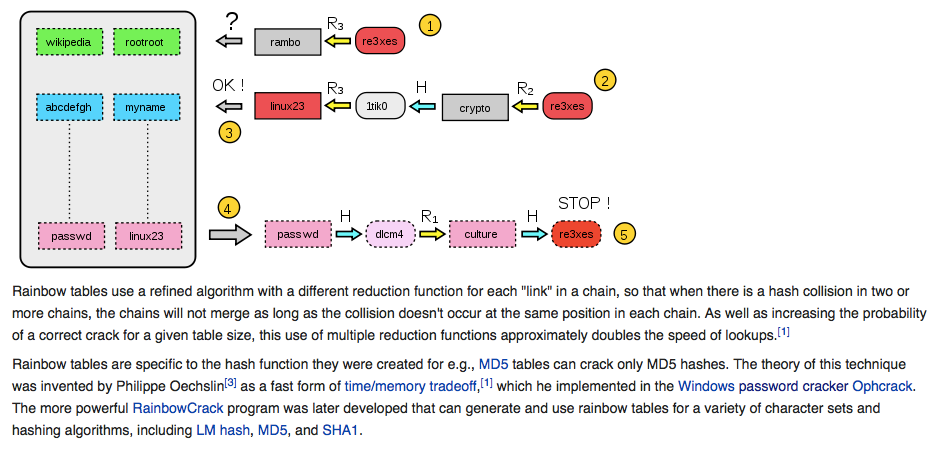 ? R3 1
wikipedia rootroot rambo re3xes
OK ! R3 H R2 2
abcdefgh myname linux23 1tik0 crypto re3xes
3
4 STOP !
H R1 H
passwd linux23 passwd dlcm4 culture re3xes 5
Rainbow tables use a refined algorithm with a different reduction function for each "link" in a chain, so that when there is a hash collision in two or
more chains, the chains will not merge as long as the collision doesn't occur at the same position in each chain. As well as increasing the probability
of a correct crack for a given table size, this use of multiple reduction functions approximately doubles the speed of lookups.[1]
Rainbow tables are specific to the hash function they were created for e.g., MD5 tables can crack only MD5 hashes. The theory of this technique
was invented by Philippe Oechslin[3] as a fast form of time/memory tradeoff,[1] which he implemented in the Windows password cracker Ophcrack.
The more powerful RainbowCrack program was later developed that can generate and use rainbow tables for a variety of character sets and
hashing algorithms, including LM hash, MD5, and SHA1.